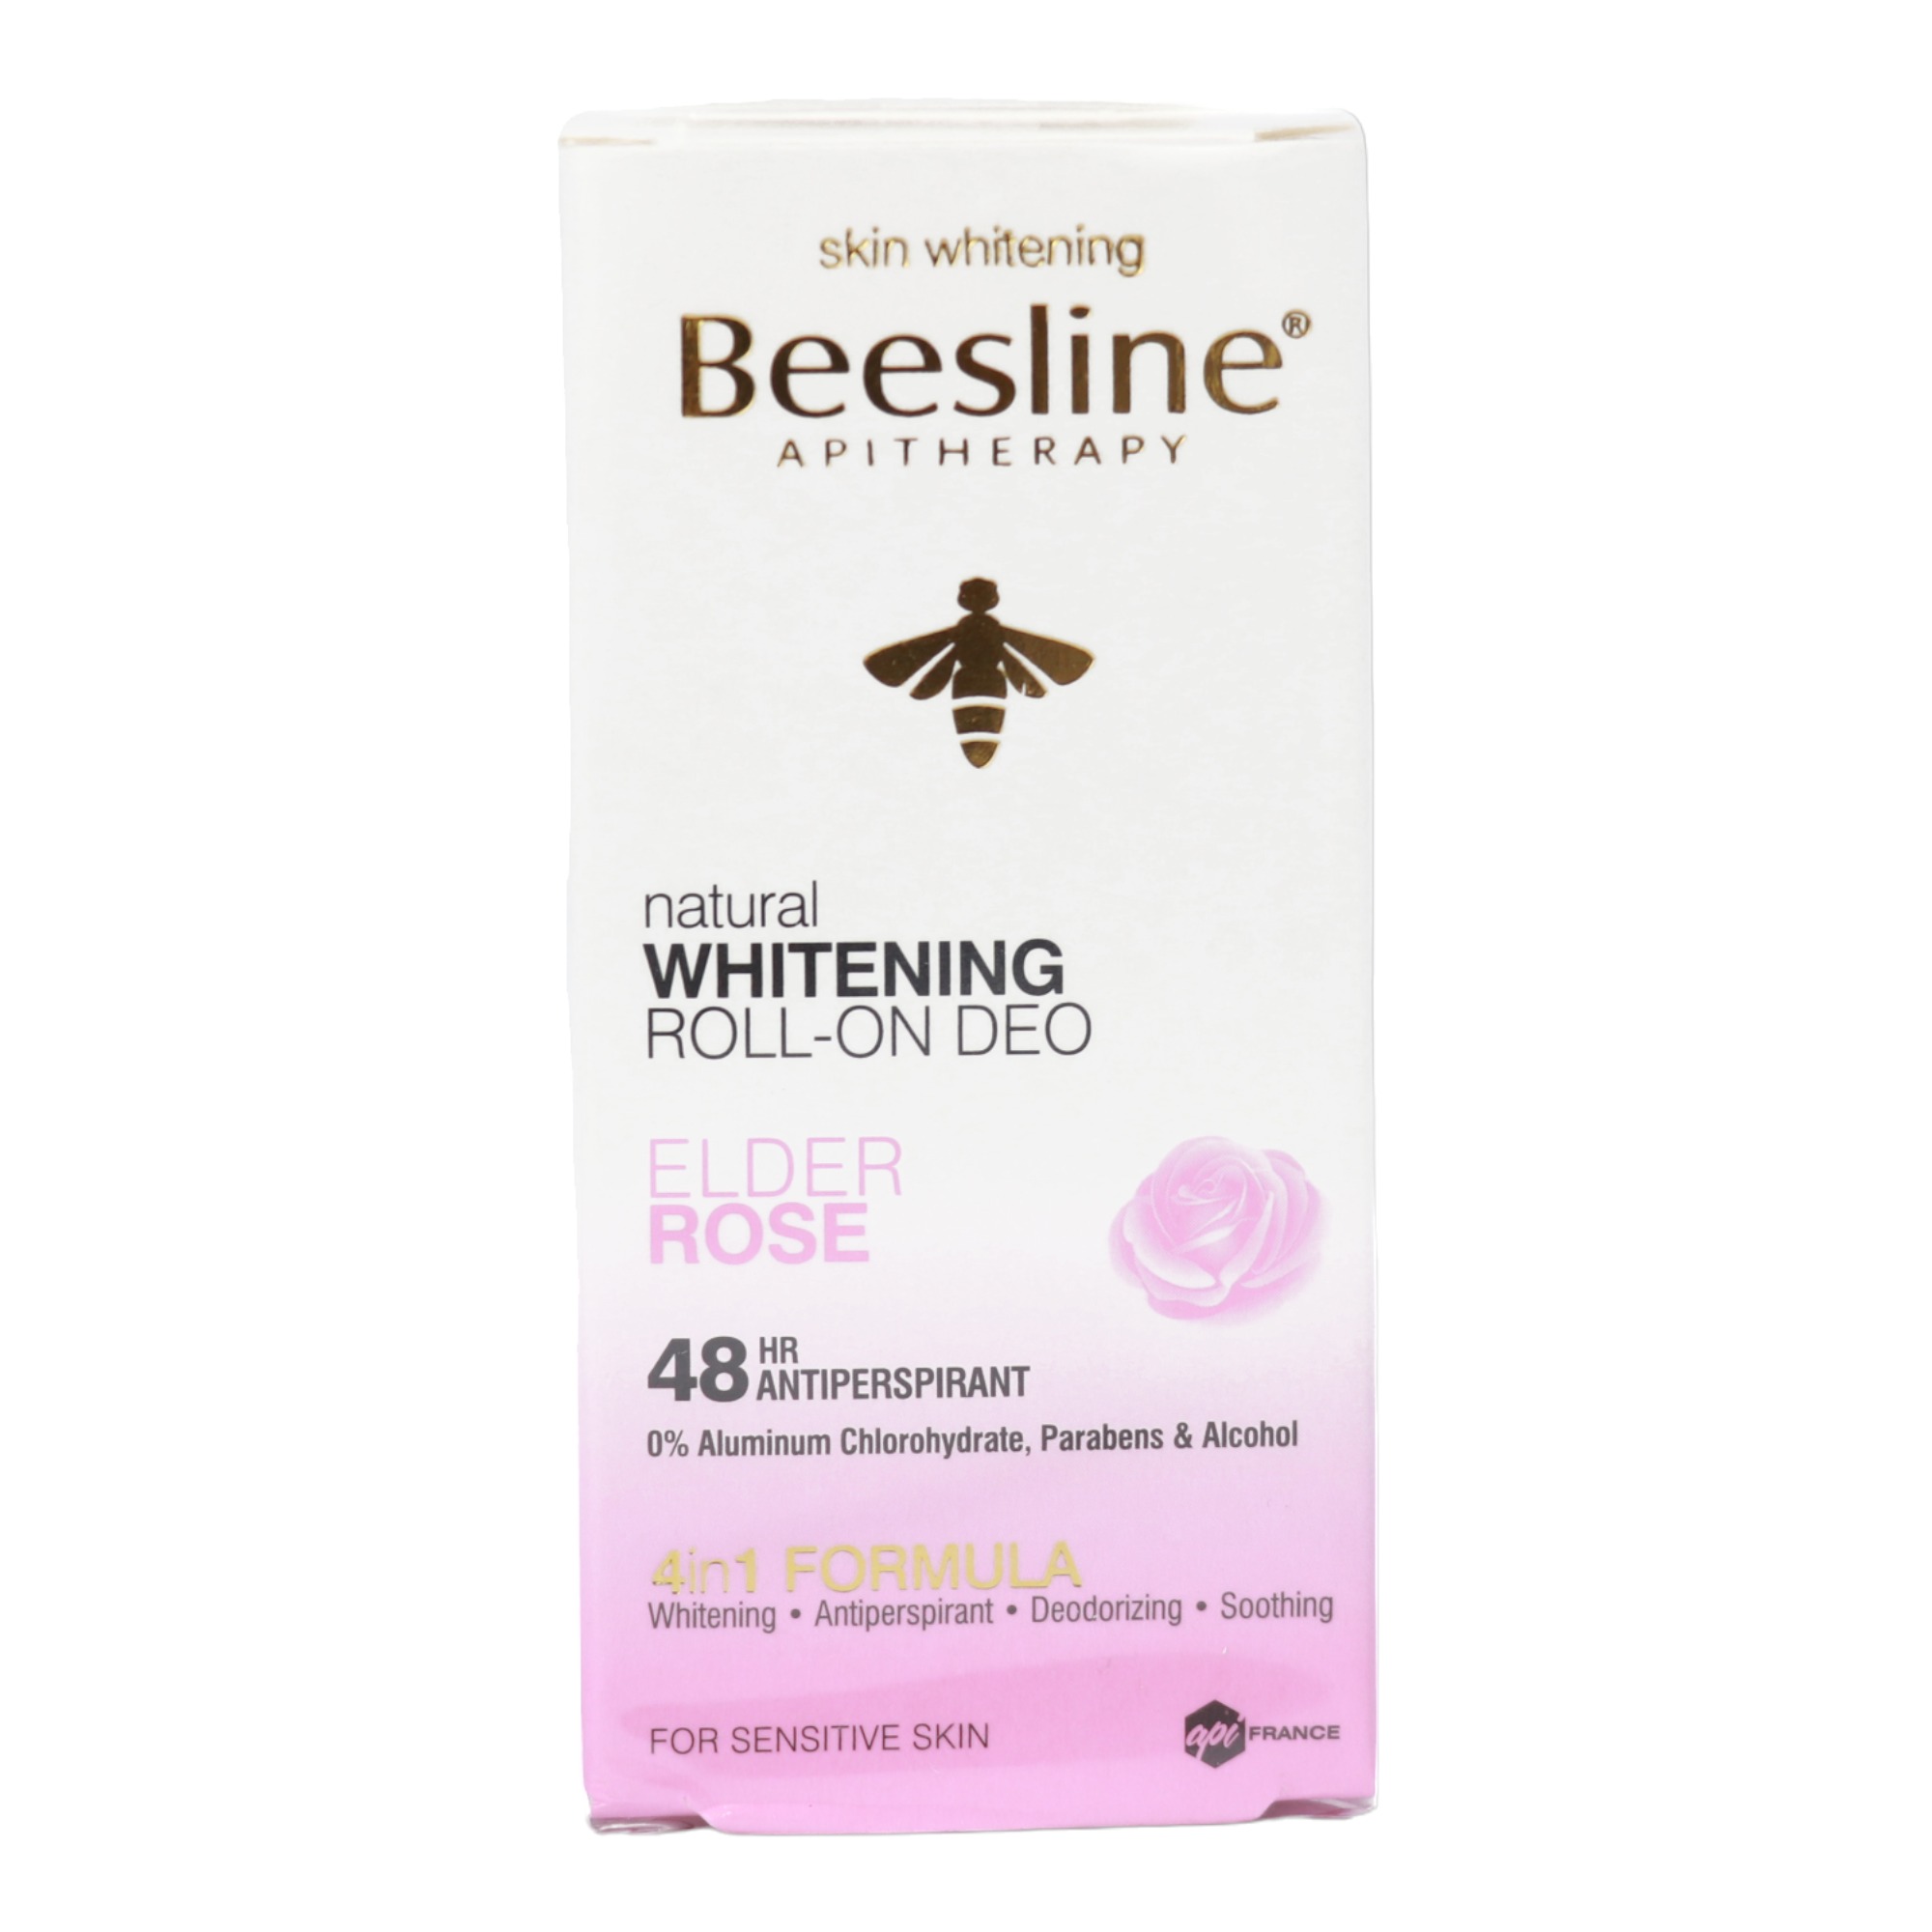 skin whitening
Beesline®
APITHERAPY
natural
WHITENING
ROLL-ON DEO
ELDER
ROSE
48 HR
ANTIPERSPIRANT
0% Aluminum Chlorohydrate, Parabens & Alcohol
4in1 FORMULA
Whitening • Antiperspirant • Deodorizing • Soothing
FOR SENSITIVE SKIN
api FRANCE